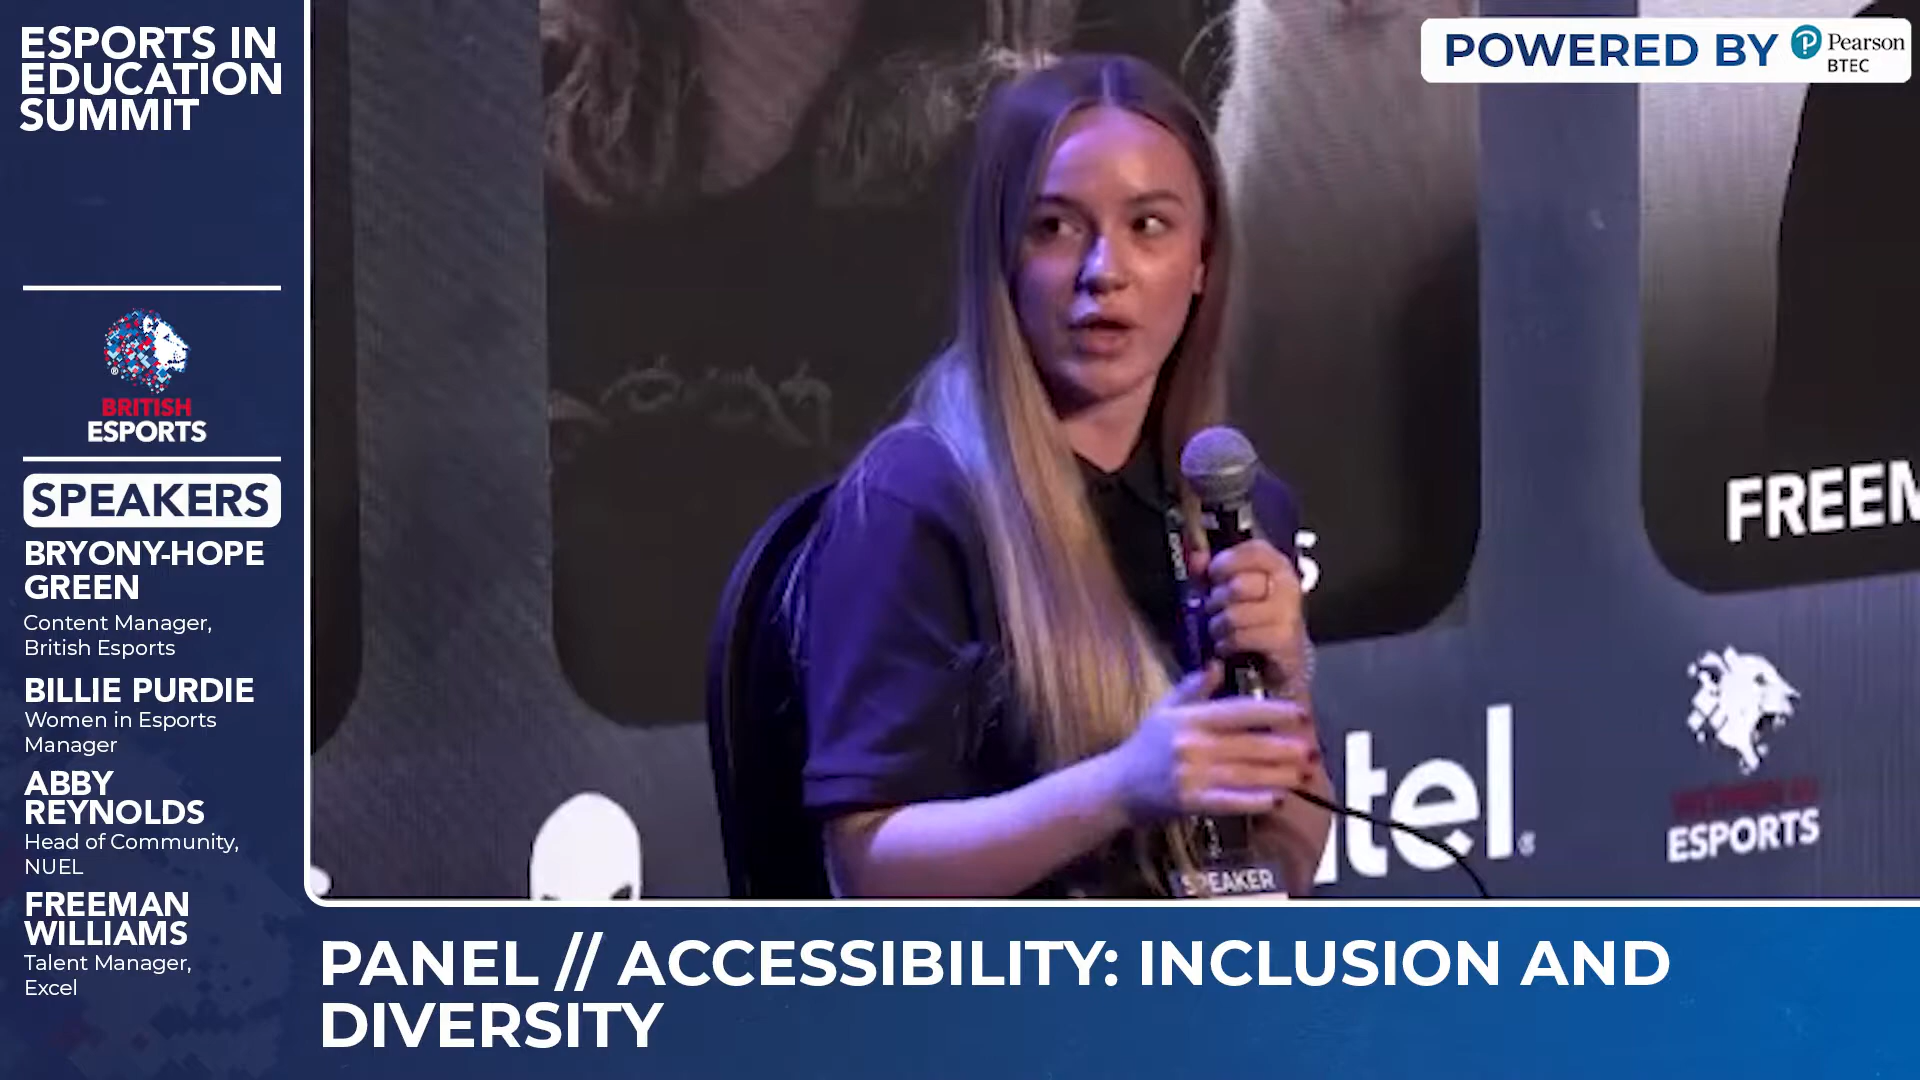 ESPORTS IN
EDUCATION
SUMMIT
BRITISH
ESPORTS
SPEAKERS
BRYONY-HOPE
GREEN
Content Manager,
British Esports
BILLIE PURDIE
Women in Esports
Manager
ABBY
REYNOLDS
Head of Community,
NUEL
FREEMAN
WILLIAMS
Talent Manager,
Excel
POWERED BY
Pearson
BTEC
FREEM
S
ntel
ESPORTS
SPEAKER
PANEL // ACCESSIBILITY: INCLUSION AND
DIVERSITY